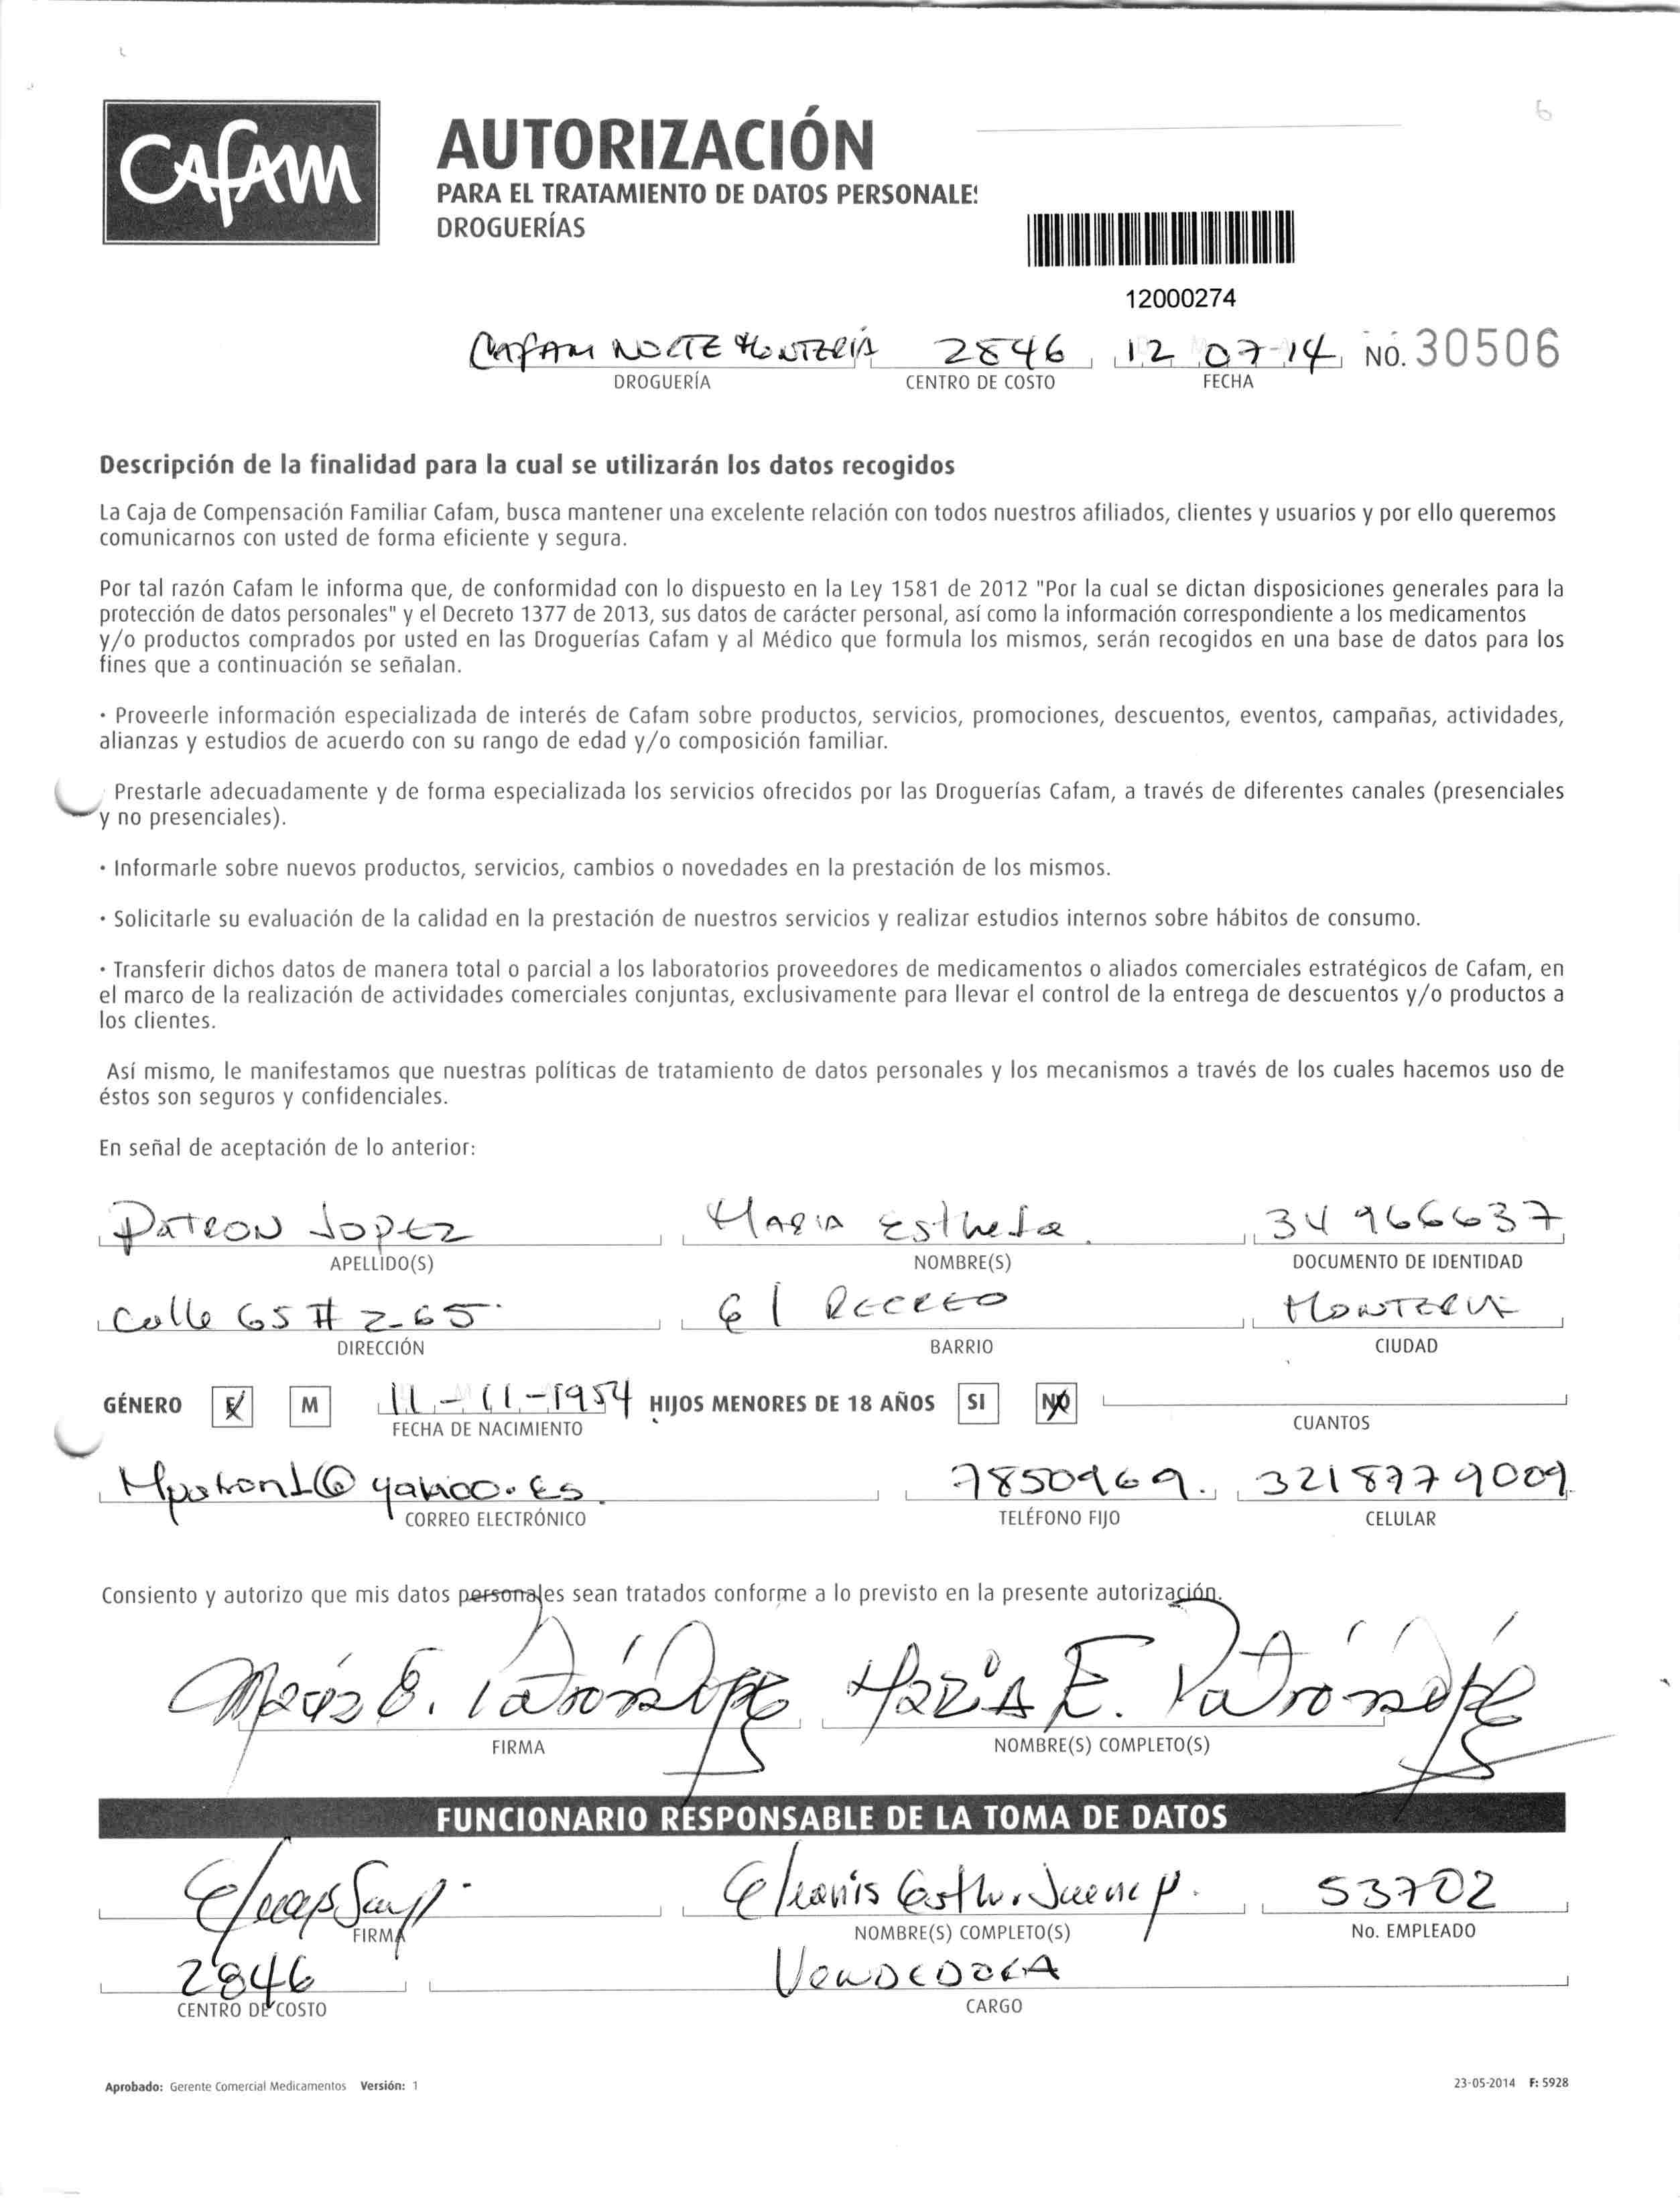 Cafam
AUTORIZACIÓN
PARA EL TRATAMIENTO DE DATOS PERSONALE
DROGUERÍAS
12000274
CAFAM NORTE MONTERIA 2846 12 07 14 NO. 30506
DROGUERÍA CENTRO DE COSTO FECHA
Descripción de la finalidad para la cual se utilizarán los datos recogidos
La Caja de Compensación Familiar Cafam, busca mantener una excelente relación con todos nuestros afiliados, clientes y usuarios y por ello queremos
comunicarnos con usted de forma eficiente y segura.
Por tal razón Cafam le informa que, de conformidad con lo dispuesto en la Ley 1581 de 2012 "Por la cual se dictan disposiciones generales para la
protección de datos personales" y el Decreto 1377 de 2013, sus datos de carácter personal, así como la información correspondiente a los medicamentos
y/o productos comprados por usted en las Droguerías Cafam y al Médico que formula los mismos, serán recogidos en una base de datos para los
fines que a continuación se señalan.
· Proveerle información especializada de interés de Cafam sobre productos, servicios, promociones, descuentos, eventos, campañas, actividades,
alianzas y estudios de acuerdo con su rango de edad y/o composición familiar.
Prestarle adecuadamente y de forma especializada los servicios ofrecidos por las Droguerías Cafam, a través de diferentes canales (presenciales
y no presenciales).
· Informarle sobre nuevos productos, servicios, cambios o novedades en la prestación de los mismos.
· Solicitarle su evaluación de la calidad en la prestación de nuestros servicios y realizar estudios internos sobre hábitos de consumo.
· Transferir dichos datos de manera total o parcial a los laboratorios proveedores de medicamentos o aliados comerciales estratégicos de Cafam, en
el marco de la realización de actividades comerciales conjuntas, exclusivamente para llevar el control de la entrega de descuentos y/o productos a
los clientes.
Así mismo, le manifestamos que nuestras políticas de tratamiento de datos personales y los mecanismos a través de los cuales hacemos uso de
éstos son seguros y confidenciales.
En señal de aceptación de lo anterior:
PATRON LOPEZ MARIA Esthela 34966637
APELLIDO(S) NOMBRE(S) DOCUMENTO DE IDENTIDAD
Calle 65 # 2-65 El RECREO MONTERIA
DIRECCIÓN BARRIO CIUDAD
GÉNERO F M 11-11-1954 HIJOS MENORES DE 18 AÑOS SI NO
FECHA DE NACIMIENTO CUANTOS
Mpatron1@yahoo.es 7850969. 3218779009
CORREO ELECTRÓNICO TELÉFONO FIJO CELULAR
Consiento y autorizo que mis datos personales sean tratados conforme a lo previsto en la presente autorización.
María E. Patrón López MARÍA E. Patrón López
FIRMA NOMBRE(S) COMPLETO(S)
FUNCIONARIO RESPONSABLE DE LA TOMA DE DATOS
53702
FIRMA NOMBRE(S) COMPLETO(S) No. EMPLEADO
2846 VENDEDORA
CENTRO DE COSTO CARGO
Aprobado: Gerente Comercial Medicamentos Versión: 1 23-05-2014 F: 5928